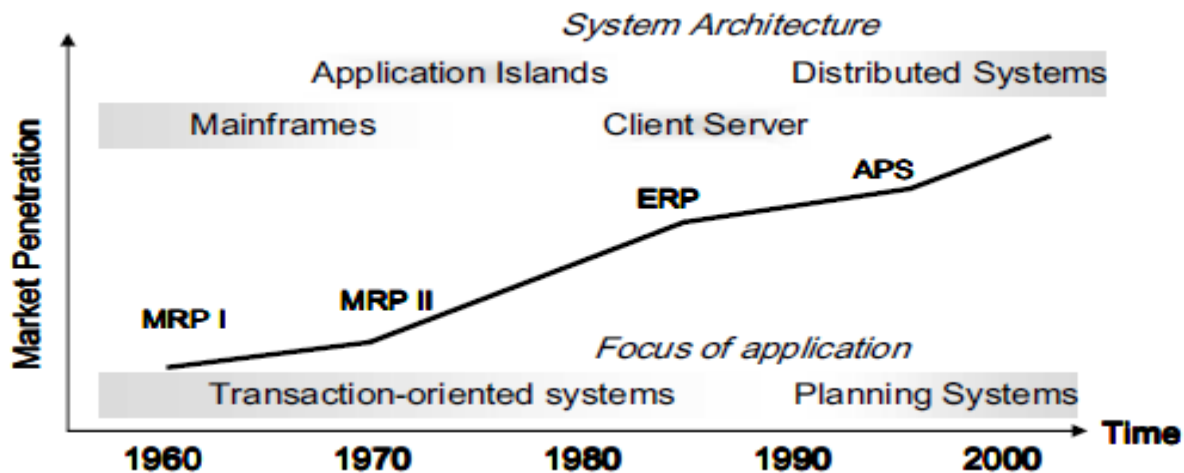 System Architecture
Application Islands
Distributed Systems
Mainframes
Client Server
Market Penetration
APS
ERP
MRP II
MRP I
Focus of application
Transaction-oriented systems
Planning Systems
Time
1960
1970
1980
1990
2000